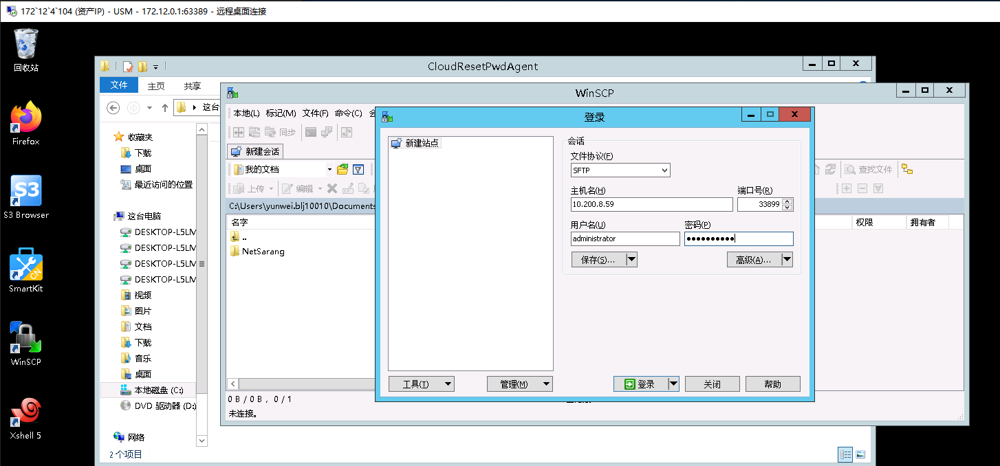 172`12`4`104 (资产IP) - USM - 172.12.0.1:63389 - 远程桌面连接
回收站
Firefox
S3 Browser
SmartKit
WinSCP
Xshell 5
CloudResetPwdAgent
文件 主页 共享
这台
收藏夹
下载
桌面
最近访问的位置
这台电脑
DESKTOP-L5LM
DESKTOP-L5LM
DESKTOP-L5LM
DESKTOP-L5LM
视频
图片
文档
下载
音乐
桌面
本地磁盘 (C:)
DVD 驱动器 (D:)
网络
2 个项目
WinSCP
本地(L) 标记(M) 文件(F) 命令(C) 会
同步
新建会话
我的文档
查找文件
上传 编辑
C:\Users\yunwei.blj10010\Documents
名字
权限 拥有者
..
NetSarang
0 B / 0 B， 0 / 1
未连接。
登录
新建站点
会话
文件协议(F)
SFTP
主机名(H) 端口号(R)
10.200.8.59 33899
用户名(U) 密码(P)
administrator ●●●●●●●●●●
保存(S)... 高级(A)...
工具(T) 管理(M) 登录 关闭 帮助